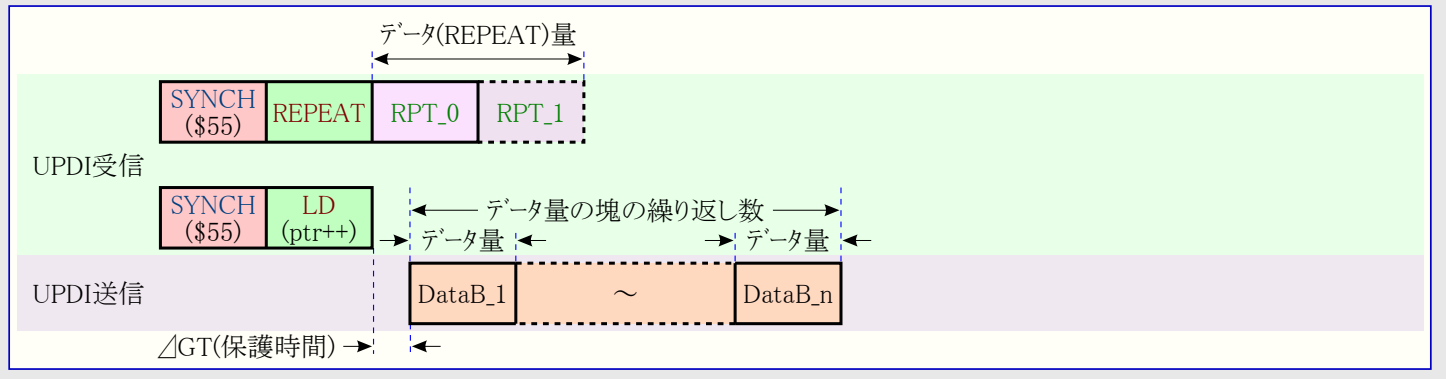 データ(REPEAT)量
SYNCH
($55)
REPEAT
RPT_0
RPT_1
UPDI受信
SYNCH
($55)
LD
(ptr++)
データ量の塊の繰り返し数
データ量
データ量
UPDI送信
DataB_1
～
DataB_n
⊿GT(保護時間)